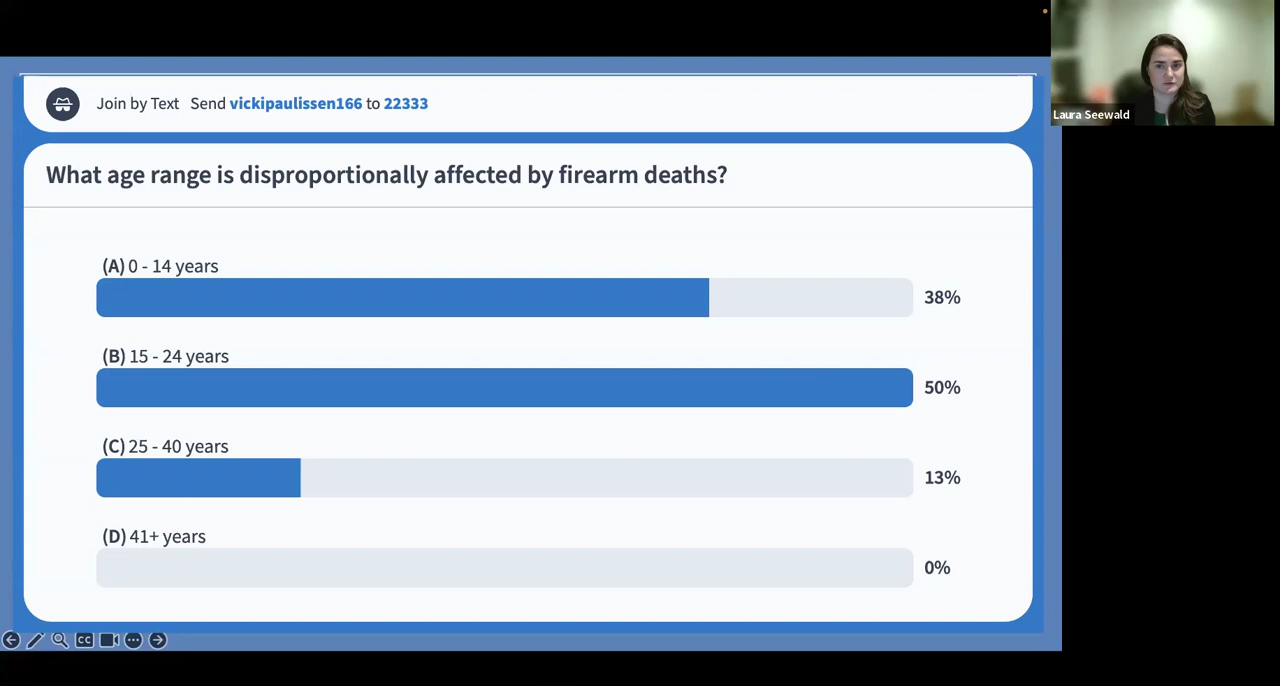 Join by Text Send vickipaulissen166 to 22333
Laura Seewald
What age range is disproportionally affected by firearm deaths?
(A) 0 - 14 years
38%
(B) 15 - 24 years
50%
(C) 25 - 40 years
13%
(D) 41+ years
0%
CC